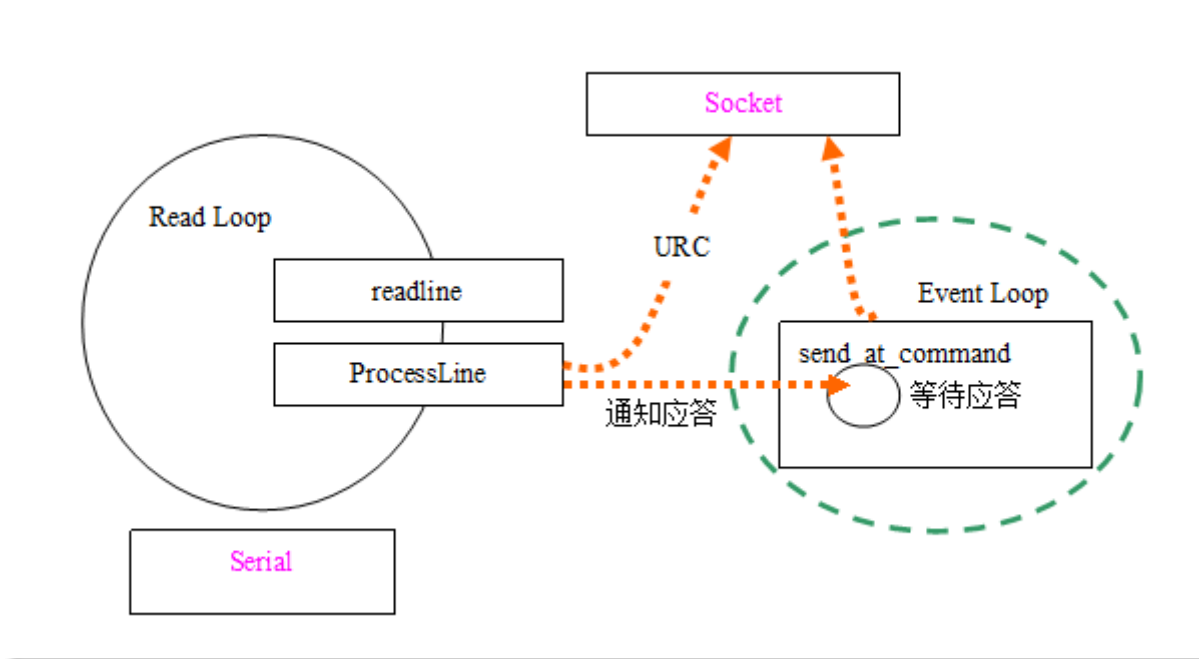 Socket
Read Loop
URC
readline
Event Loop
ProcessLine
send_at_command
等待应答
通知应答
Serial